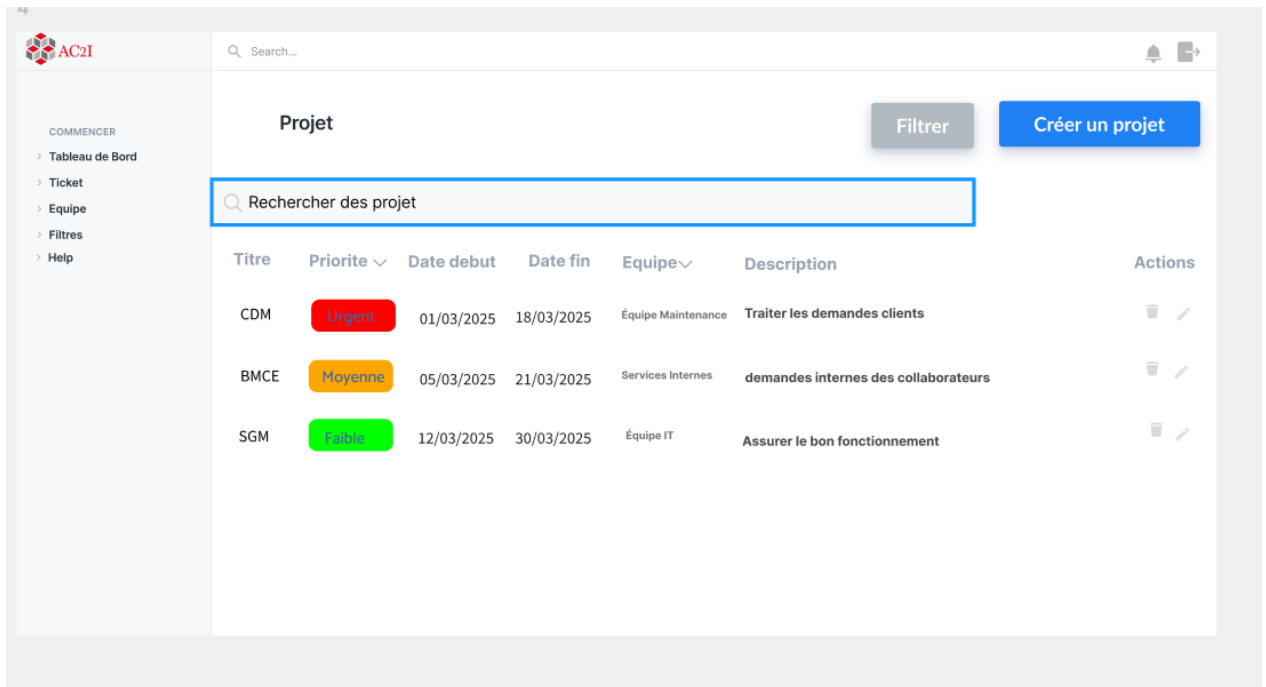 AC2I
Search...
COMMENCER
Tableau de Bord
Ticket
Equipe
Filtres
Help
Projet
Filtrer
Créer un projet
Rechercher des projet
Titre Priorite Date debut Date fin Equipe Description Actions
CDM Urgent 01/03/2025 18/03/2025 Équipe Maintenance Traiter les demandes clients
BMCE Moyenne 05/03/2025 21/03/2025 Services Internes demandes internes des collaborateurs
SGM Faible 12/03/2025 30/03/2025 Équipe IT Assurer le bon fonctionnement